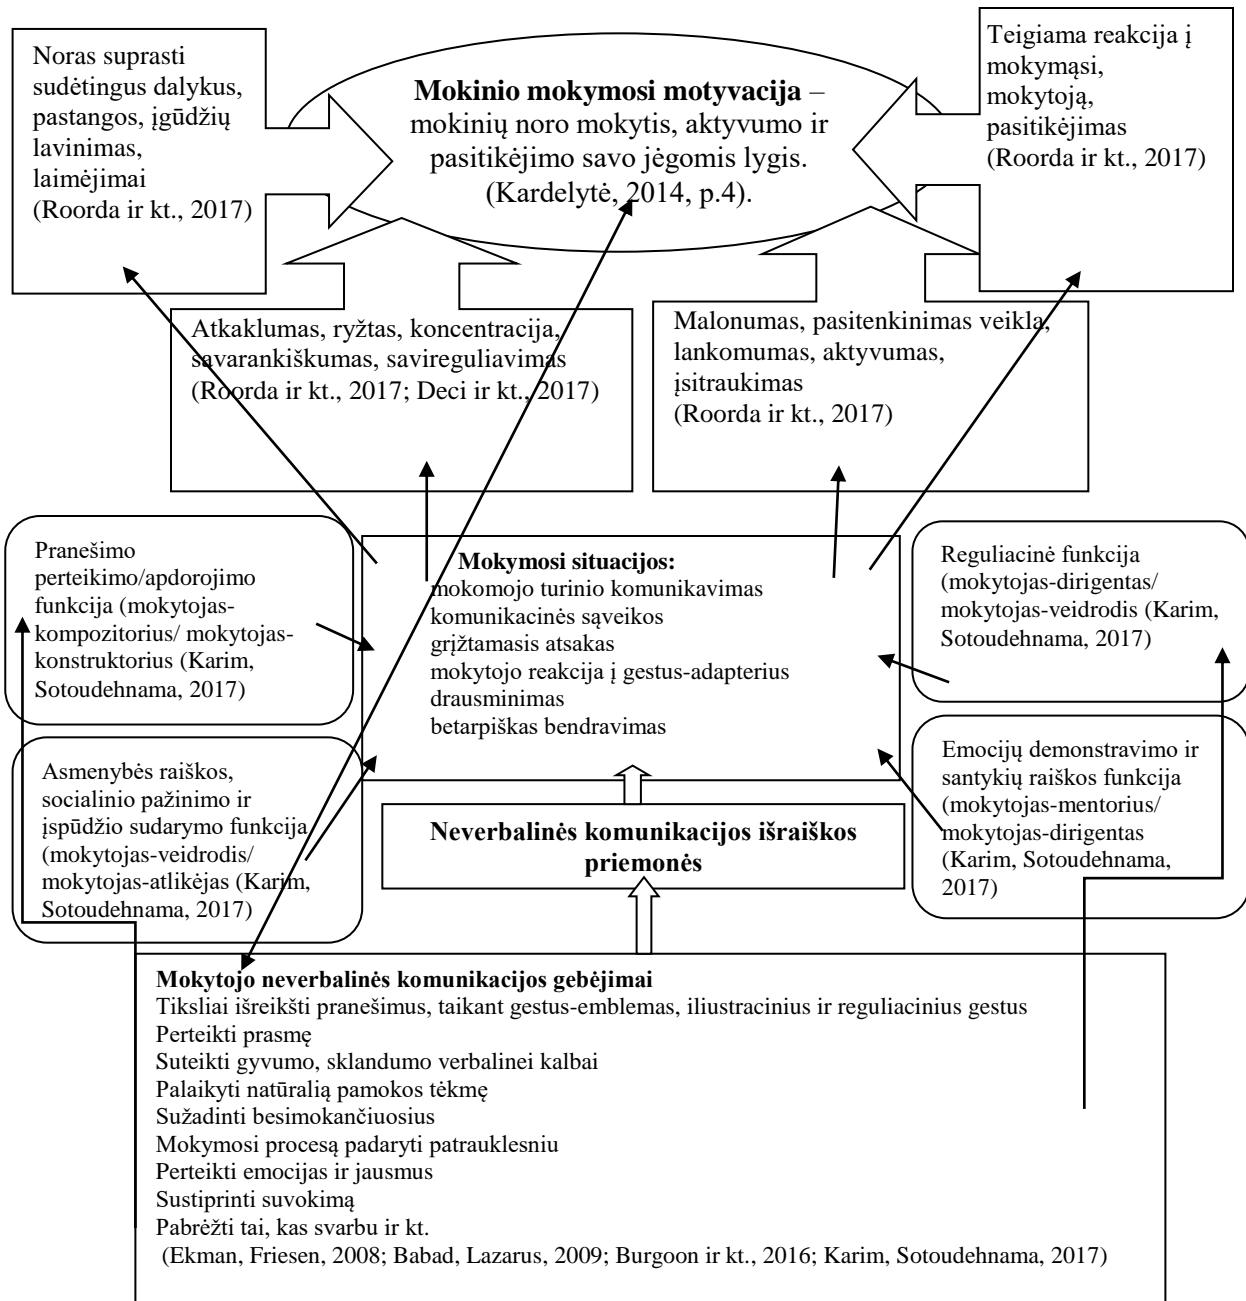 Noras suprasti
sudėtingus dalykus,
pastangos, įgūdžių
lavinimas,
laimėjimai
(Roorda ir kt., 2017)
Mokinio mokymosi motyvacija –
mokinių noro mokytis, aktyvumo ir
pasitikėjimo savo jėgomis lygis.
(Kardelytė, 2014, p.4).
Teigiama reakcija į
mokymąsi,
mokytoją,
pasitikėjimas
(Roorda ir kt., 2017)
Atkaklumas, ryžtas, koncentracija,
savarankiškumas, savireguliavimas
(Roorda ir kt., 2017; Deci ir kt., 2017)
Malonumas, pasitenkinimas veikla,
lankomumas, aktyvumas,
įsitraukimas
(Roorda ir kt., 2017)
Pranešimo
perteikimo/apdorojimo
funkcija (mokytojas-
kompozitorius/ mokytojas-
konstruktorius (Karim,
Sotoudehnama, 2017)
Mokymosi situacijos:
mokomojo turinio komunikavimas
komunikacinės sąveikos
grįžtamasis atsakas
mokytojo reakcija į gestus-adapterius
drausminimas
betarpiškas bendravimas
Reguliacinė funkcija
(mokytojas-dirigentas/
mokytojas-veidrodis (Karim,
Sotoudehnama, 2017)
Asmenybės raiškos,
socialinio pažinimo ir
įspūdžio sudarymo funkcija
(mokytojas-veidrodis/
mokytojas-atlikėjas (Karim,
Sotoudehnama, 2017)
Emocijų demonstravimo ir
santykių raiškos funkcija
(mokytojas-mentorius/
mokytojas-dirigentas
(Karim, Sotoudehnama,
2017)
Neverbalinės komunikacijos išraiškos
priemonės
Mokytojo neverbalinės komunikacijos gebėjimai
Tiksliai išreikšti pranešimus, taikant gestus-emblemas, iliustracinius ir reguliacinius gestus
Perteikti prasmę
Suteikti gyvumo, sklandumo verbalinei kalbai
Palaikyti natūralią pamokos tėkmę
Sužadinti besimokančiuosius
Mokymosi procesą padaryti patrauklesniu
Perteikti emocijas ir jausmus
Sustiprinti suvokimą
Pabrėžti tai, kas svarbu ir kt.
(Ekman, Friesen, 2008; Babad, Lazarus, 2009; Burgoon ir kt., 2016; Karim, Sotoudehnama, 2017)